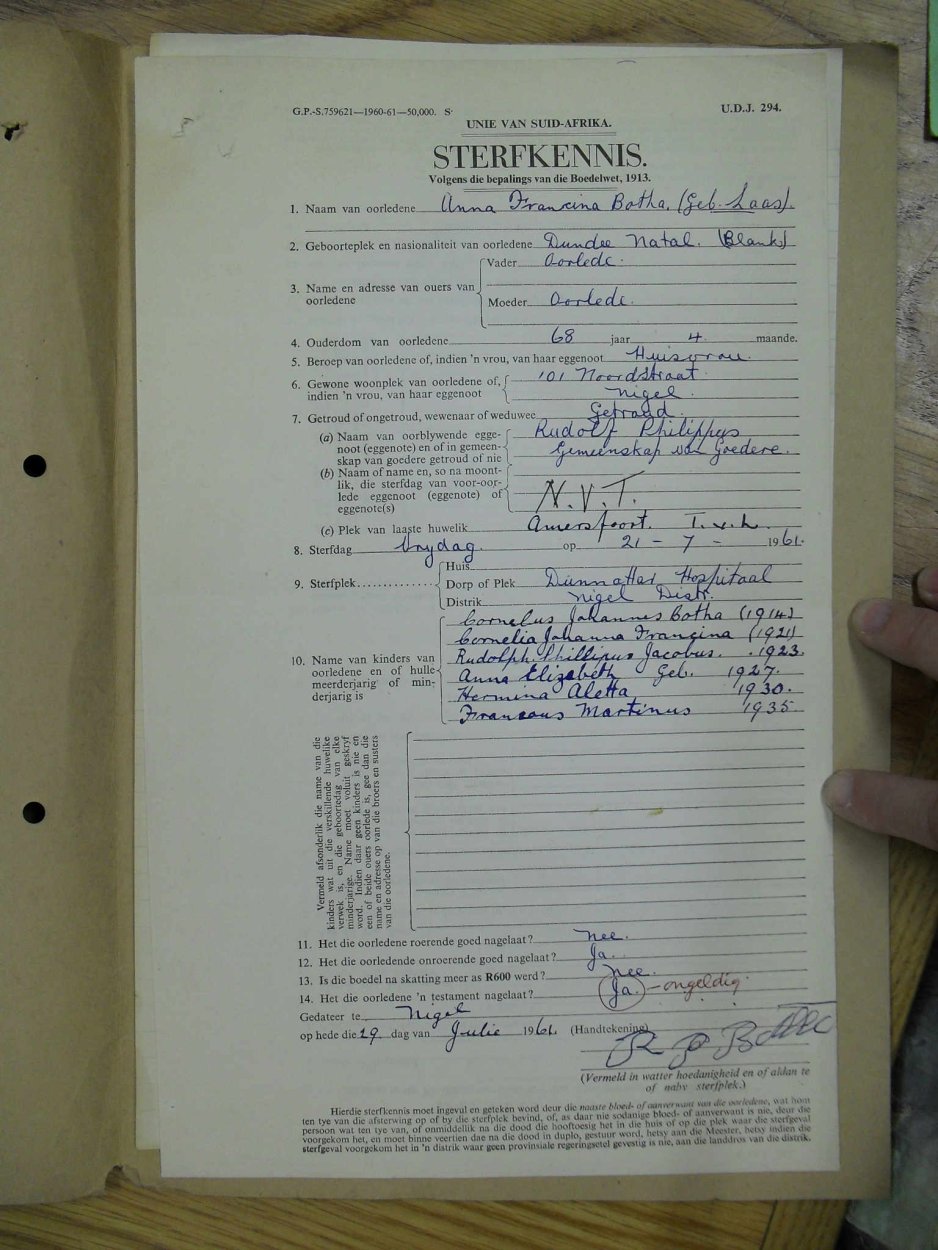 G.P.-S.759621—1960-61—50,000. S.
U.D.J. 294.
UNIE VAN SUID-AFRIKA.
STERFKENNIS.
Volgens die bepalings van die Boedelwet, 1913.
1. Naam van oorledene Anna Francina Botha. (Geb. Laas).
2. Geboorteplek en nasionaliteit van oorledene Dundee Natal. (Blank)
3. Name en adresse van ouers van oorledene
Vader Oorlede.
Moeder Oorlede.
4. Ouderdom van oorledene 68 jaar 4 maande.
5. Beroep van oorledene of, indien 'n vrou, van haar eggenoot Huisvrou.
6. Gewone woonplek van oorledene of, 101 Noordstraat.
indien 'n vrou, van haar eggenoot Nigel.
7. Getroud of ongetroud, wewenaar of weduwee Getroud.
(a) Naam van oorblywende egge- Rudolf Philippus
noot (eggenote) en of in gemeen- Gemeenskap van Goedere.
skap van goedere getroud of nie
(b) Naam of name en, so na moont-
lik, die sterfdag van voor-oor-
lede eggenoot (eggenote) of N.V.T.
eggenote(s)
(c) Plek van laaste huwelik Amersfoort. T.v.l.
8. Sterfdag Vrydag. op 21 - 7 - 1961.
9. Sterfplek
Huis
Dorp of Plek Dunnottar Hospitaal
Distrik Nigel Distr.
10. Name van kinders van
oorledene en of hulle
meerderjarig of min-
derjarig is
Cornelus Johannes Botha (1914)
Cornelia Johanna Francina (1921)
Rudolph. Phillipus Jacobus. .1923.
Anna Elizabeth Geb. 1927.
Hermina Aletta 1930.
Francous Martinus 1935.
Vermeld afsonderlik die name van die
kinders wat uit die verskillende huwelike
verwek is, en die geboortedag van elke
minderjarige. Name moet voluit geskryf
word. Indien daar geen kinders is nie en
een of beide ouers oorlede is, gee dan die
name en adresse op van die broers en susters
van die oorledene.
11. Het die oorledene roerende goed nagelaat? Nee.
12. Het die oorledende onroerende goed nagelaat? Ja.
13. Is die boedel na skatting meer as R600 werd? Nee.
14. Het die oorledene 'n testament nagelaat? Ja. - ongeldig.
Gedateer te Nigel
op hede die 29 dag van Julie 1961. (Handtekening)
R P Botha
(Vermeld in watter hoedanigheid en of aldan te
of naby sterfplek.)
Hierdie sterfkennis moet ingevul en geteken word deur die naaste bloed- of aanverwant van die oorledene, wat hom
ten tye van die afsterwing op of by die sterfplek bevind, of, as daar nie sodanige bloed- of aanverwant is nie, deur die
persoon wat ten tye van, of onmiddellik na die dood die hooftoesig het in die huis of op die plek waar die sterfgeval
voorgekom het, en moet binne veertien dae na die dood in duplo, gestuur word, hetsy aan die Meester, hetsy indien die
sterfgeval voorgekom het in 'n distrik waar geen provinsiale regeringsetel gevestig is nie, aan die landdros van die distrik.